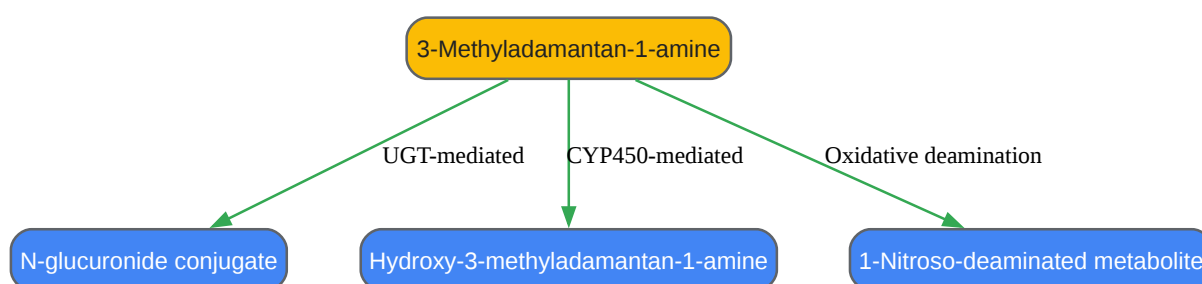 3-Methyladamantan-1-amine
UGT-mediated
CYP450-mediated
Oxidative deamination
N-glucuronide conjugate
Hydroxy-3-methyladamantan-1-amine
1-Nitroso-deaminated metabolite